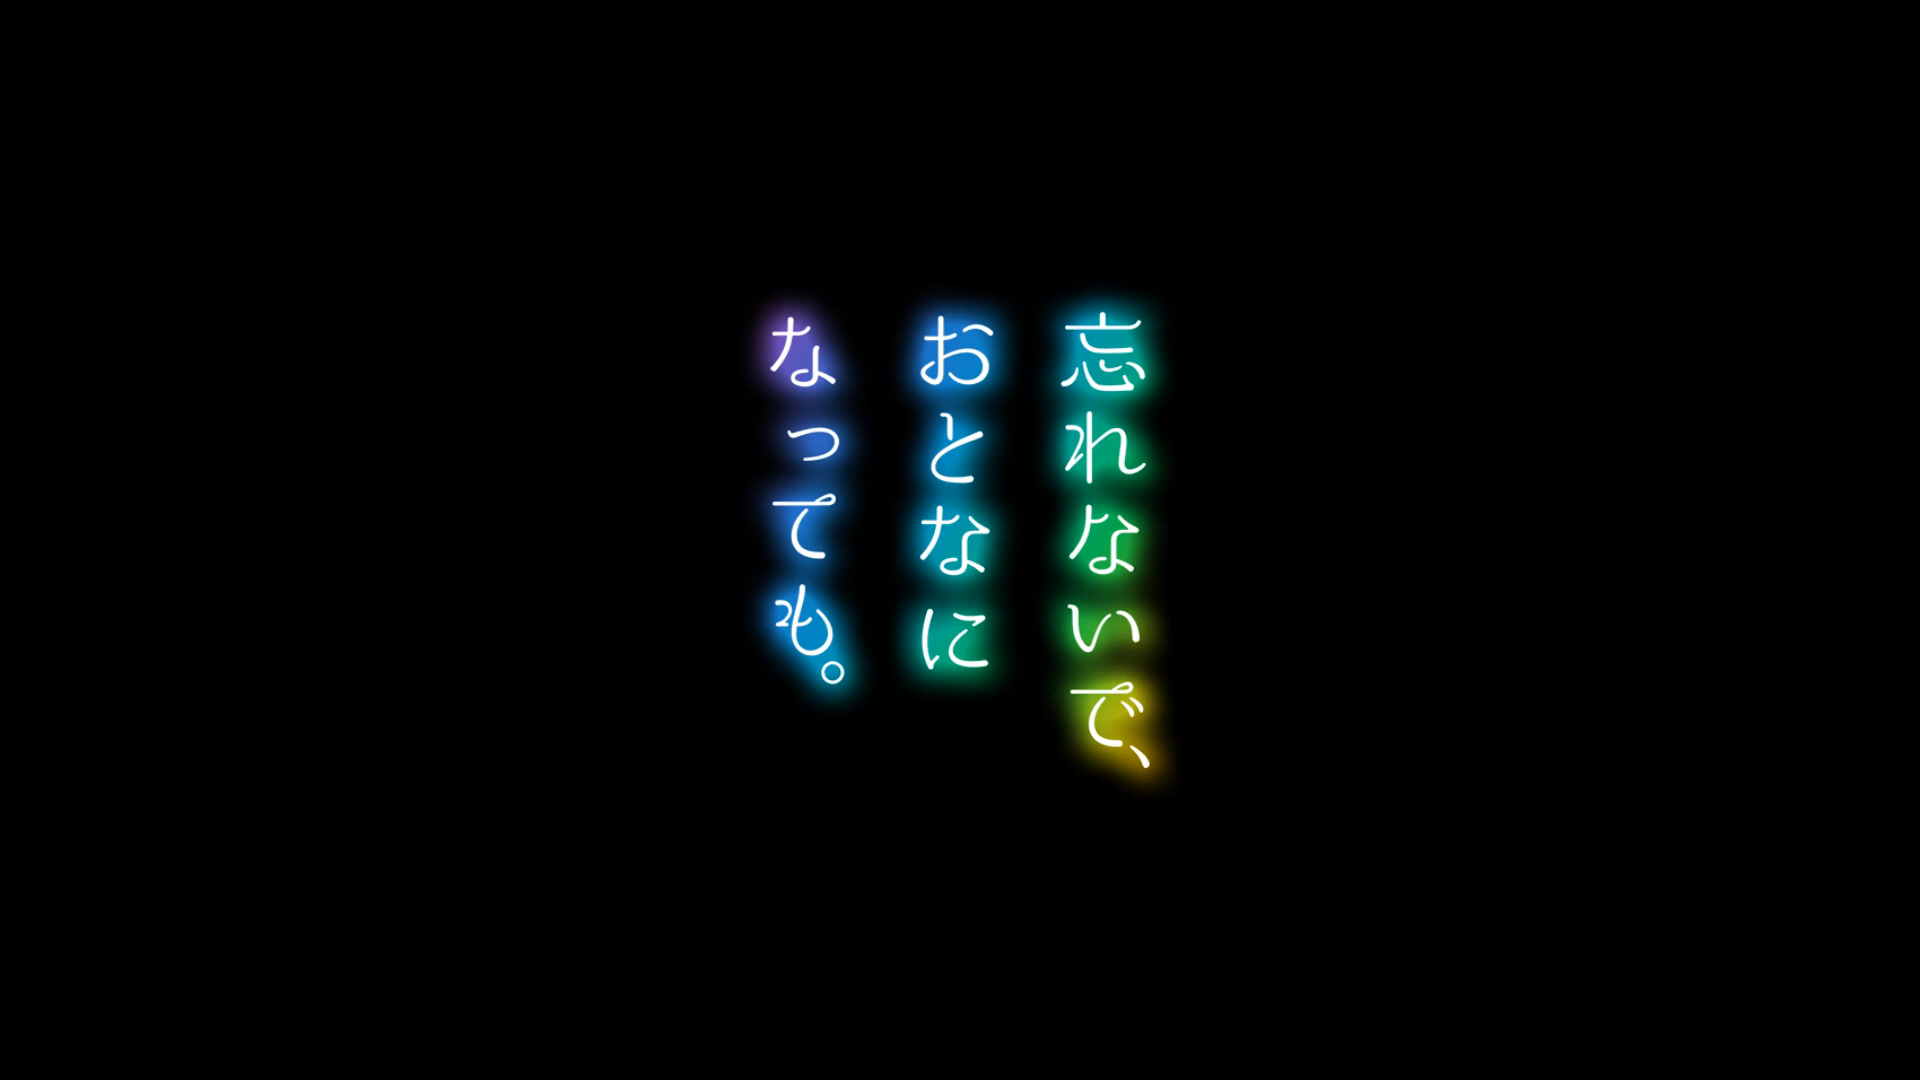 忘れないで、
おとなに
なっても。